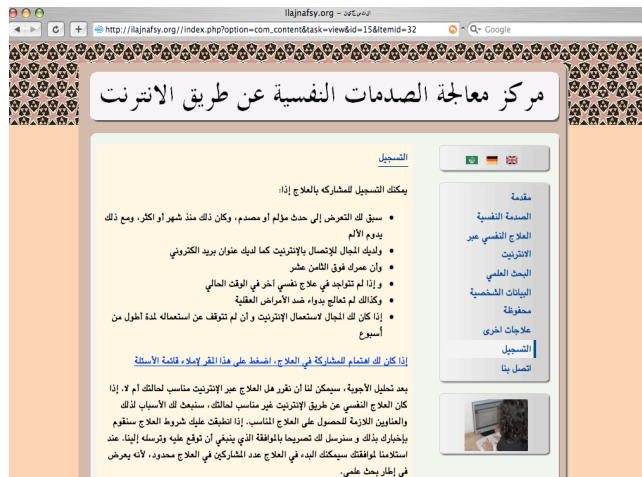 ilajnafsy.org – العلاج النفسي
http://ilajnafsy.org//index.php?option=com_content&task=view&id=15&Itemid=32
Google
مركز معالجة الصدمات النفسية عن طريق الانترنت
مقدمة
الصدمة النفسية
العلاج النفسي عبر
الانترنيت
البحث العلمي
البيانات الشخصية
محفوظة
علاجات اخرى
التسجيل
اتصل بنا
التسجيل
يمكنك التسجيل للمشاركه بالعلاج إذا:
• سبق لك التعرض إلى حدث مؤلم أو مصدم، وكان ذلك منذ شهر أو اكثر، ومع ذلك
يدوم الألم
• ولديك المجال للإتصال بالإنترنيت كما لديك عنوان بريد الكتروني
• وأن عمرك فوق الثامن عشر
• و إذا لم تتواجد في علاج نفسي آخر في الوقت الحالي
• وكذالك لم تعالج بدواء ضد الأمراض العقلية
• إذا كان لك المجال لاستعمال الإنترنيت و أن لم تتوقف عن استعماله لمدة أطول من
أسبوع
إذا كان لك اهتمام للمشاركة في العلاج، اضغط على هذا المقر لإملاء قائمة الأسئلة
بعد تحليل الأجوبة، سيمكن لنا أن نقرر هل العلاج عبر الإنترنيت مناسب لحالتك أم لا. إذا
كان العلاج النفسي عن طريق الإنترنيت غير مناسب لحالتك، سنبعث لك الأسباب لذلك
والعناوين اللازمة للحصول على العلاج المناسب. إذا انطبقت عليك شروط العلاج سنقوم
بإخبارك بذلك و سنرسل لك تصريحا بالموافقة الذي ينبغي أن توقع عليه وترسله إلينا. عند
استلامنا لموافقتك سيمكنك البدء في العلاج عدد المشاركين في العلاج محدود، لأنه يعرض
في إطار بحث علمي.